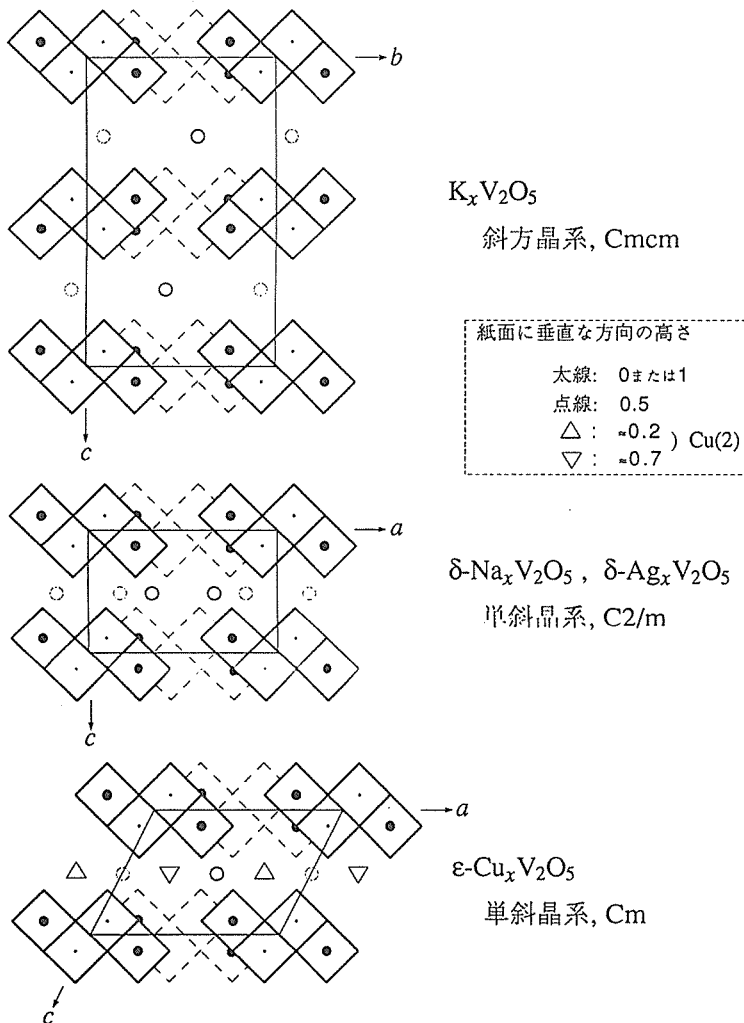 b
KxV2O5
斜方晶系, Cmcm
紙面に垂直な方向の高さ
太線: 0または1
点線: 0.5
△: ≈0.2 ) Cu(2)
▽: ≈0.7
c
a
δ-NaxV2O5 , δ-AgxV2O5
単斜晶系, C2/m
c
a
ε-CuxV2O5
単斜晶系, Cm
c